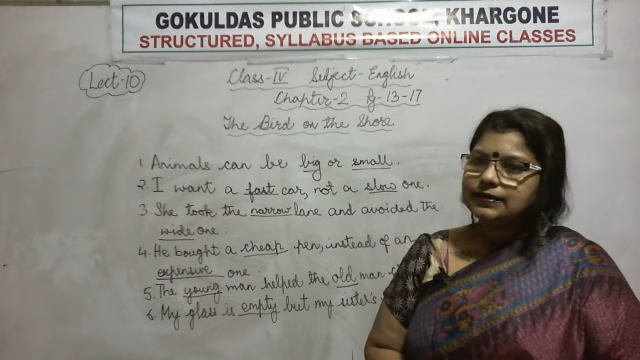 GOKULDAS PUBLIC SCHOOL, KHARGONE
STRUCTURED, SYLLABUS BASED ONLINE CLASSES
Lect-10
Class-IV Subject-English
Chapter-2 Pg-13-17
The Bird on the Shore
1. Animals can be big or small.
2. I want a fast car, not a slow one.
3. She took the narrow lane and avoided the
wide one.
4. He bought a cheap pen, instead of an
expensive one
5. The young man helped the old man
6. My glass is empty but my sister's